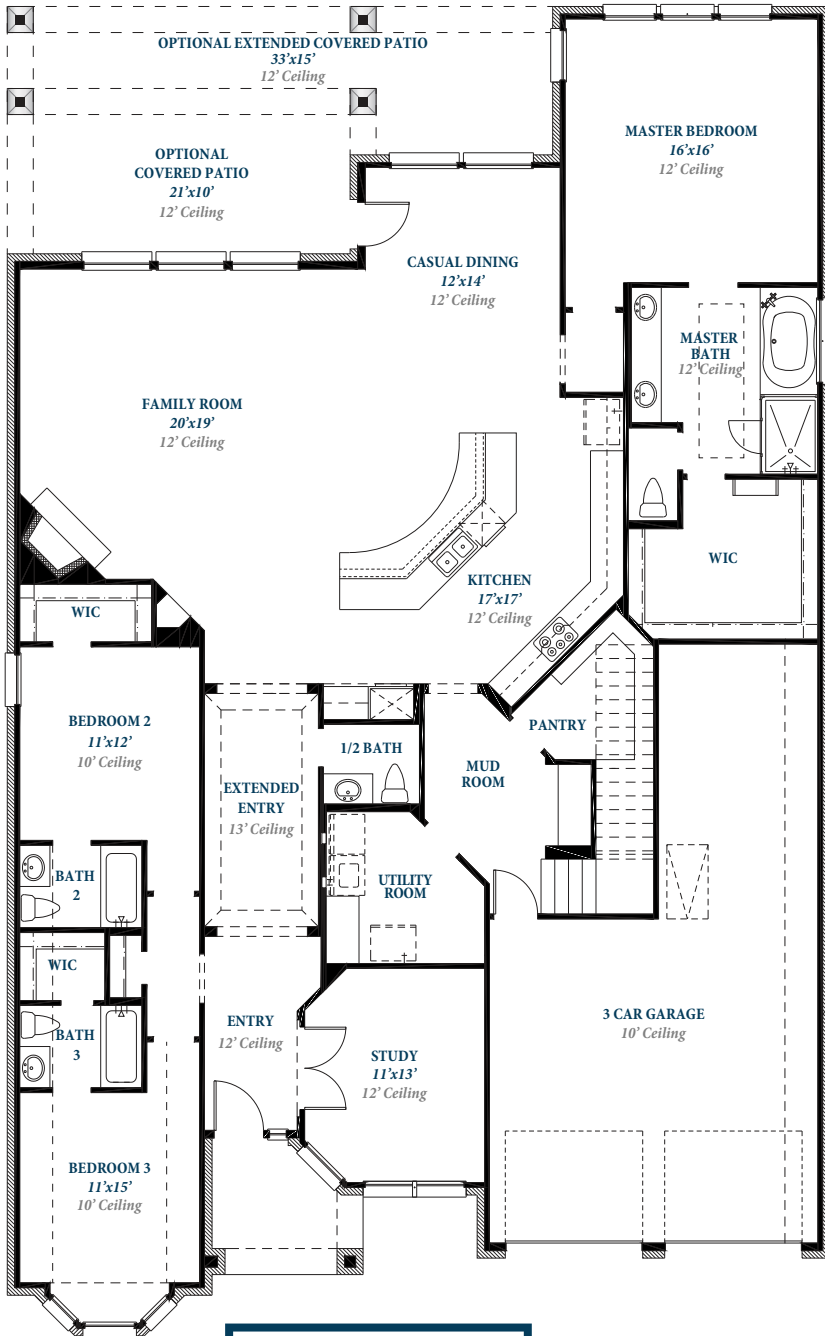 OPTIONAL EXTENDED COVERED PATIO
33'x15'
12' Ceiling
OPTIONAL
COVERED PATIO
21'x10'
12' Ceiling
MASTER BEDROOM
16'x16'
12' Ceiling
CASUAL DINING
12'x14'
12' Ceiling
MASTER
BATH
12' Ceiling
FAMILY ROOM
20'x19'
12' Ceiling
WIC
KITCHEN
17'x17'
12' Ceiling
WIC
BEDROOM 2
11'x12'
10' Ceiling
1/2 BATH
PANTRY
MUD
ROOM
EXTENDED
ENTRY
13' Ceiling
BATH
2
UTILITY
ROOM
WIC
ENTRY
12' Ceiling
BATH
3
STUDY
11'x13'
12' Ceiling
3 CAR GARAGE
10' Ceiling
BEDROOM 3
11'x15'
10' Ceiling